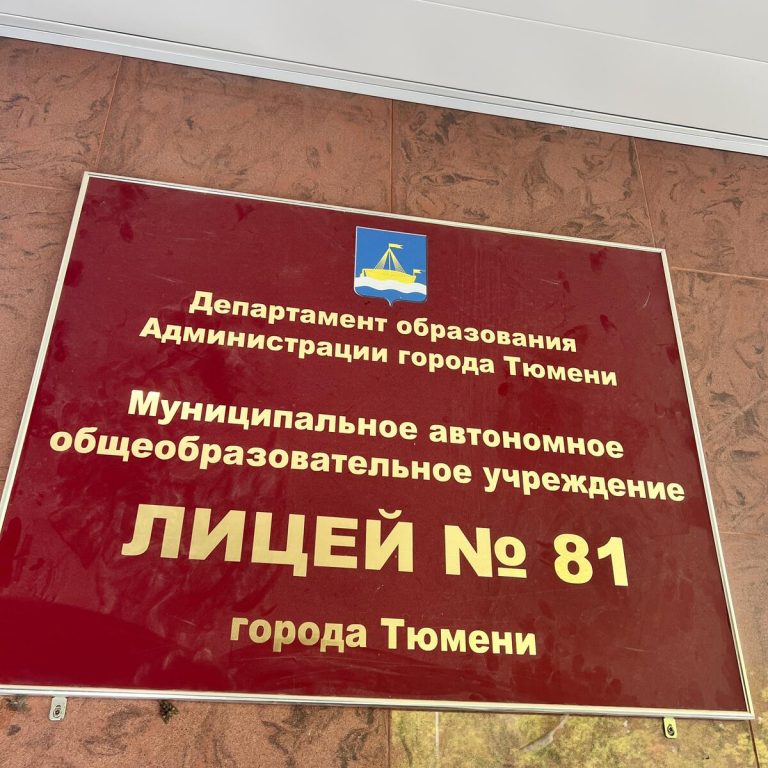 Департамент образования
Администрации города Тюмени
Муниципальное автономное
общеобразовательное учреждение
ЛИЦЕЙ № 81
города Тюмени